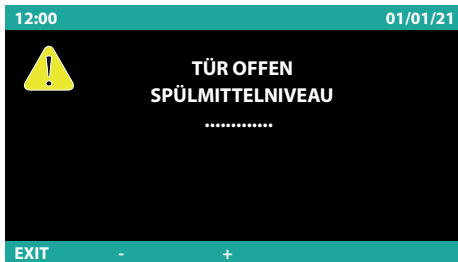 12:00 01/01/21
TÜR OFFEN
SPÜLMITTELNIVEAU
.............
EXIT - +